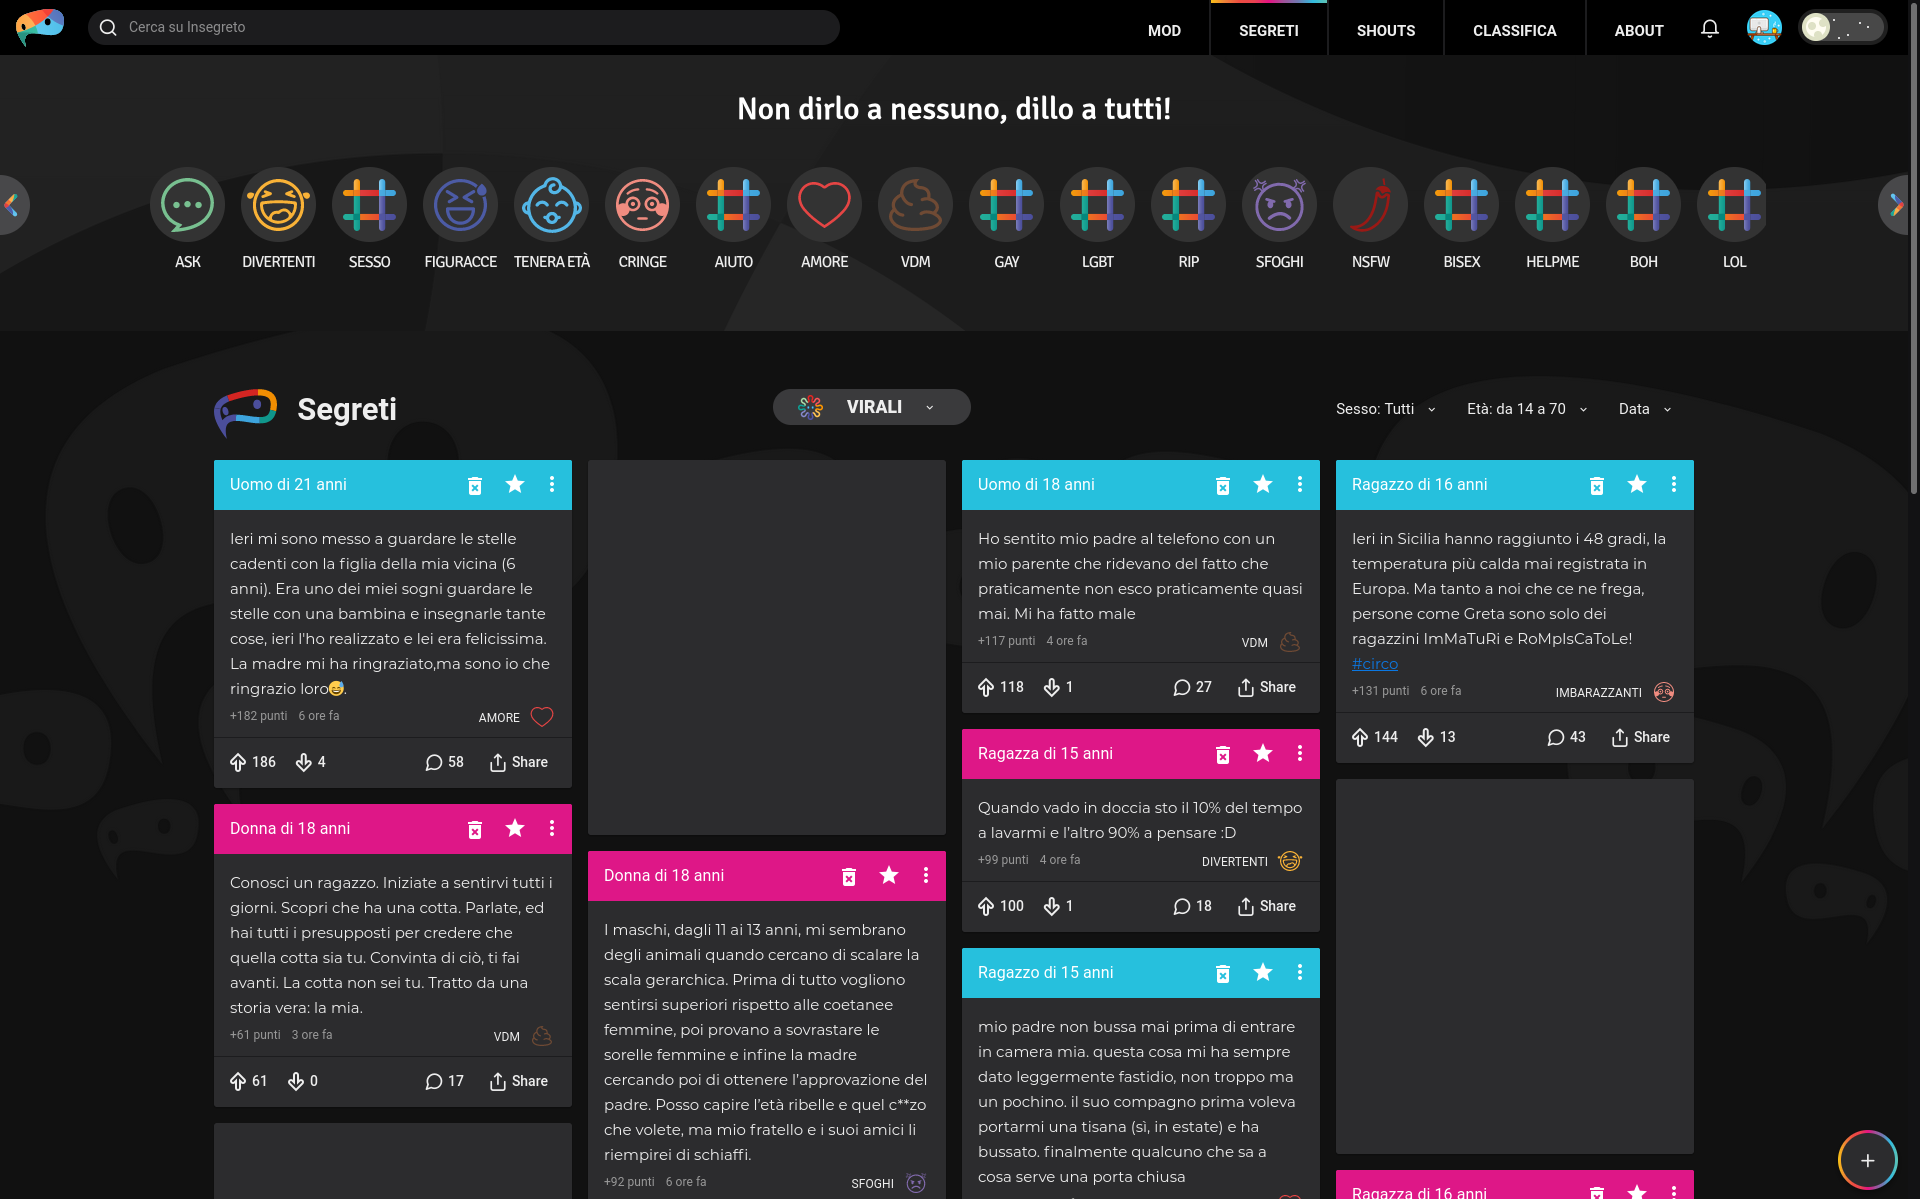 Cerca su Insegreto
MOD
SEGRETI
SHOUTS
CLASSIFICA
ABOUT
Non dirlo a nessuno, dillo a tutti!
ASK
DIVERTENTI
SESSO
FIGURACCE
TENERA ETÀ
CRINGE
AIUTO
AMORE
VDM
GAY
LGBT
RIP
SFOGHI
NSFW
BISEX
HELPME
BOH
LOL
Segreti
VIRALI
Sesso: Tutti
Età: da 14 a 70
Data
Uomo di 21 anni
Ieri mi sono messo a guardare le stelle
cadenti con la figlia della mia vicina (6
anni). Era uno dei miei sogni guardare le
stelle con una bambina e insegnarle tante
cose, ieri l'ho realizzato e lei era felicissima.
La madre mi ha ringraziato,ma sono io che
ringrazio loro😅.
+182 punti 6 ore fa
AMORE
186 4 58 Share
Donna di 18 anni
Conosci un ragazzo. Iniziate a sentirvi tutti i
giorni. Scopri che ha una cotta. Parlate, ed
hai tutti i presupposti per credere che
quella cotta sia tu. Convinta di ciò, ti fai
avanti. La cotta non sei tu. Tratto da una
storia vera: la mia.
+61 punti 3 ore fa
VDM
61 0 17 Share
Donna di 18 anni
I maschi, dagli 11 ai 13 anni, mi sembrano
degli animali quando cercano di scalare la
scala gerarchica. Prima di tutto vogliono
sentirsi superiori rispetto alle coetanee
femmine, poi provano a sovrastare le
sorelle femmine e infine la madre
cercando poi di ottenere l'approvazione del
padre. Posso capire l'età ribelle e quel c**zo
che volete, ma mio fratello e i suoi amici li
riempirei di schiaffi.
+92 punti 6 ore fa
SFOGHI
Uomo di 18 anni
Ho sentito mio padre al telefono con un
mio parente che ridevano del fatto che
praticamente non esco praticamente quasi
mai. Mi ha fatto male
+117 punti 4 ore fa
VDM
118 1 27 Share
Ragazza di 15 anni
Quando vado in doccia sto il 10% del tempo
a lavarmi e l'altro 90% a pensare :D
+99 punti 4 ore fa
DIVERTENTI
100 1 18 Share
Ragazzo di 15 anni
mio padre non bussa mai prima di entrare
in camera mia. questa cosa mi ha sempre
dato leggermente fastidio, non troppo ma
un pochino. il suo compagno prima voleva
portarmi una tisana (sì, in estate) e ha
bussato. finalmente qualcuno che sa a
cosa serve una porta chiusa
Ragazzo di 16 anni
Ieri in Sicilia hanno raggiunto i 48 gradi, la
temperatura più calda mai registrata in
Europa. Ma tanto a noi che ce ne frega,
persone come Greta sono solo dei
ragazzini ImMaTuRi e RoMpIsCaToLe!
#circo
+131 punti 6 ore fa
IMBARAZZANTI
144 13 43 Share
Ragazza di 16 anni